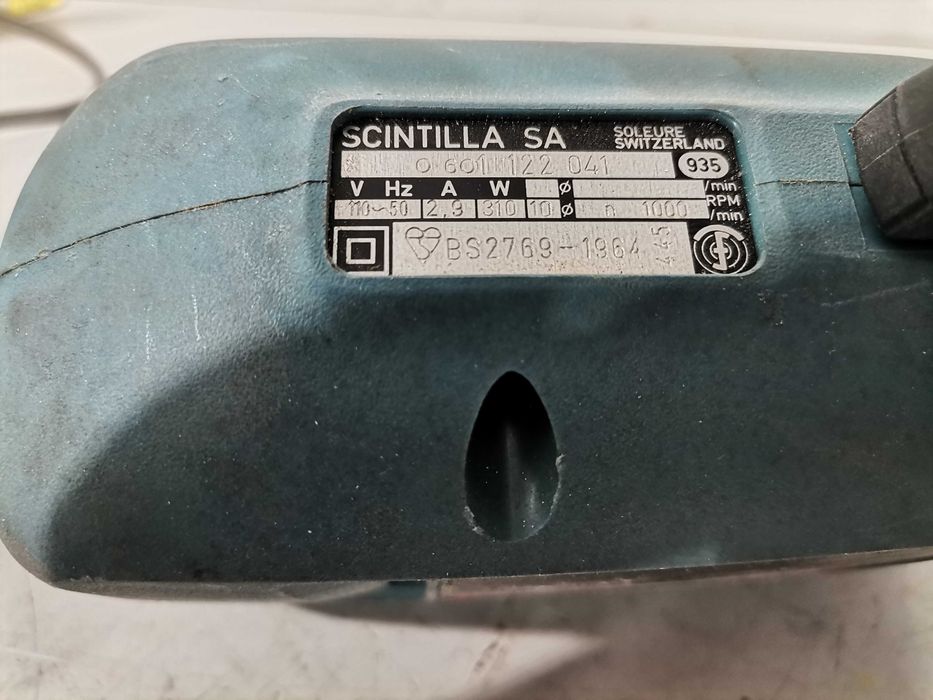 SCINTILLA SA SOLEURE
SWITZERLAND
0 601 122 041 935
V Hz A W Ø /min
110~50 2,9 310 10 Ø n 1000 RPM
/min
BS2769-1964 445